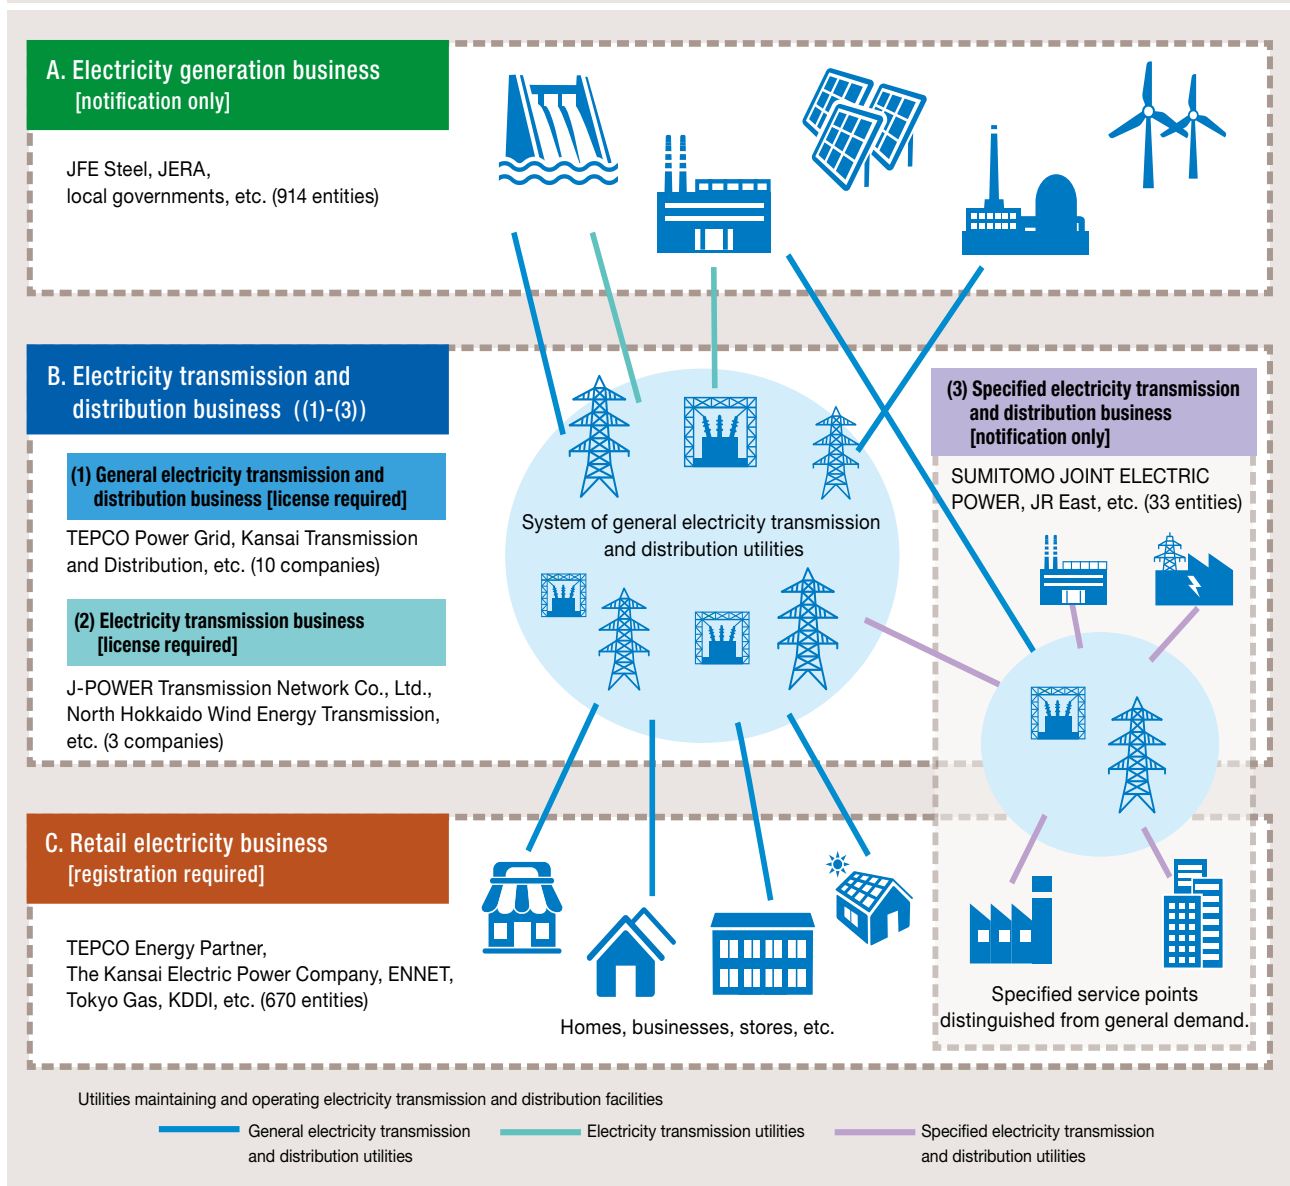 A. Electricity generation business
[notification only]
JFE Steel, JERA,
local governments, etc. (914 entities)
B. Electricity transmission and
distribution business ((1)-(3))
(1) General electricity transmission and
distribution business [license required]
TEPCO Power Grid, Kansai Transmission
and Distribution, etc. (10 companies)
(2) Electricity transmission business
[license required]
J-POWER Transmission Network Co., Ltd.,
North Hokkaido Wind Energy Transmission,
etc. (3 companies)
System of general electricity transmission
and distribution utilities
(3) Specified electricity transmission
and distribution business
[notification only]
SUMITOMO JOINT ELECTRIC
POWER, JR East, etc. (33 entities)
C. Retail electricity business
[registration required]
TEPCO Energy Partner,
The Kansai Electric Power Company, ENNET,
Tokyo Gas, KDDI, etc. (670 entities)
Homes, businesses, stores, etc.
Specified service points
distinguished from general demand.
Utilities maintaining and operating electricity transmission and distribution facilities
General electricity transmission
and distribution utilities
Electricity transmission utilities
Specified electricity transmission
and distribution utilities